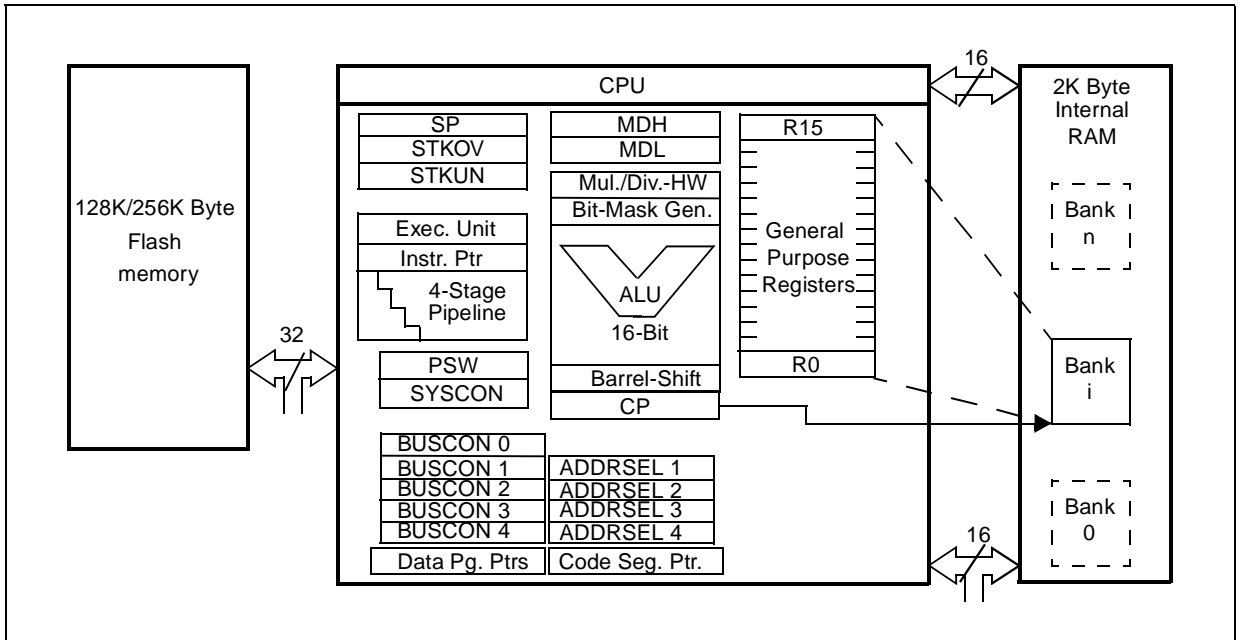 128K/256K Byte
Flash
memory
32
CPU
SP
STKOV
STKUN
Exec. Unit
Instr. Ptr
4-Stage
Pipeline
PSW
SYSCON
BUSCON 0
BUSCON 1
BUSCON 2
BUSCON 3
BUSCON 4
Data Pg. Ptrs
MDH
MDL
Mul./Div.-HW
Bit-Mask Gen.
ALU
16-Bit
Barrel-Shift
CP
ADDRSEL 1
ADDRSEL 2
ADDRSEL 3
ADDRSEL 4
Code Seg. Ptr.
R15
General
Purpose
Registers
R0
16
16
2K Byte
Internal
RAM
Bank
n
Bank
i
Bank
0